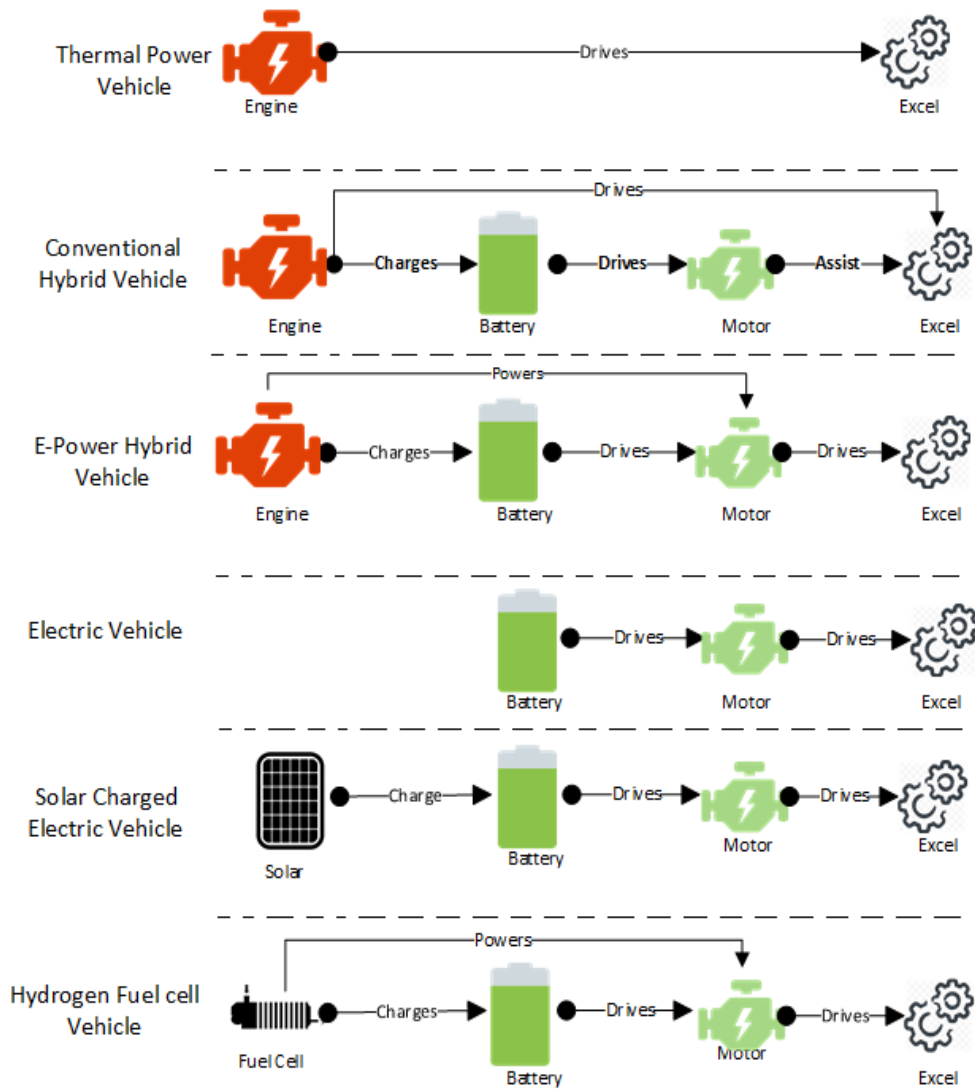 Thermal Power
Vehicle
Drives
Engine
Excel
Drives
Conventional
Hybrid Vehicle
Charges
Drives
Assist
Engine
Battery
Motor
Excel
Powers
E-Power Hybrid
Vehicle
Charges
Drives
Drives
Engine
Battery
Motor
Excel
Electric Vehicle
Drives
Drives
Battery
Motor
Excel
Solar Charged
Electric Vehicle
Charge
Drives
Drives
Solar
Battery
Motor
Excel
Powers
Hydrogen Fuel cell
Vehicle
Charges
Drives
Drives
Fuel Cell
Battery
Motor
Excel